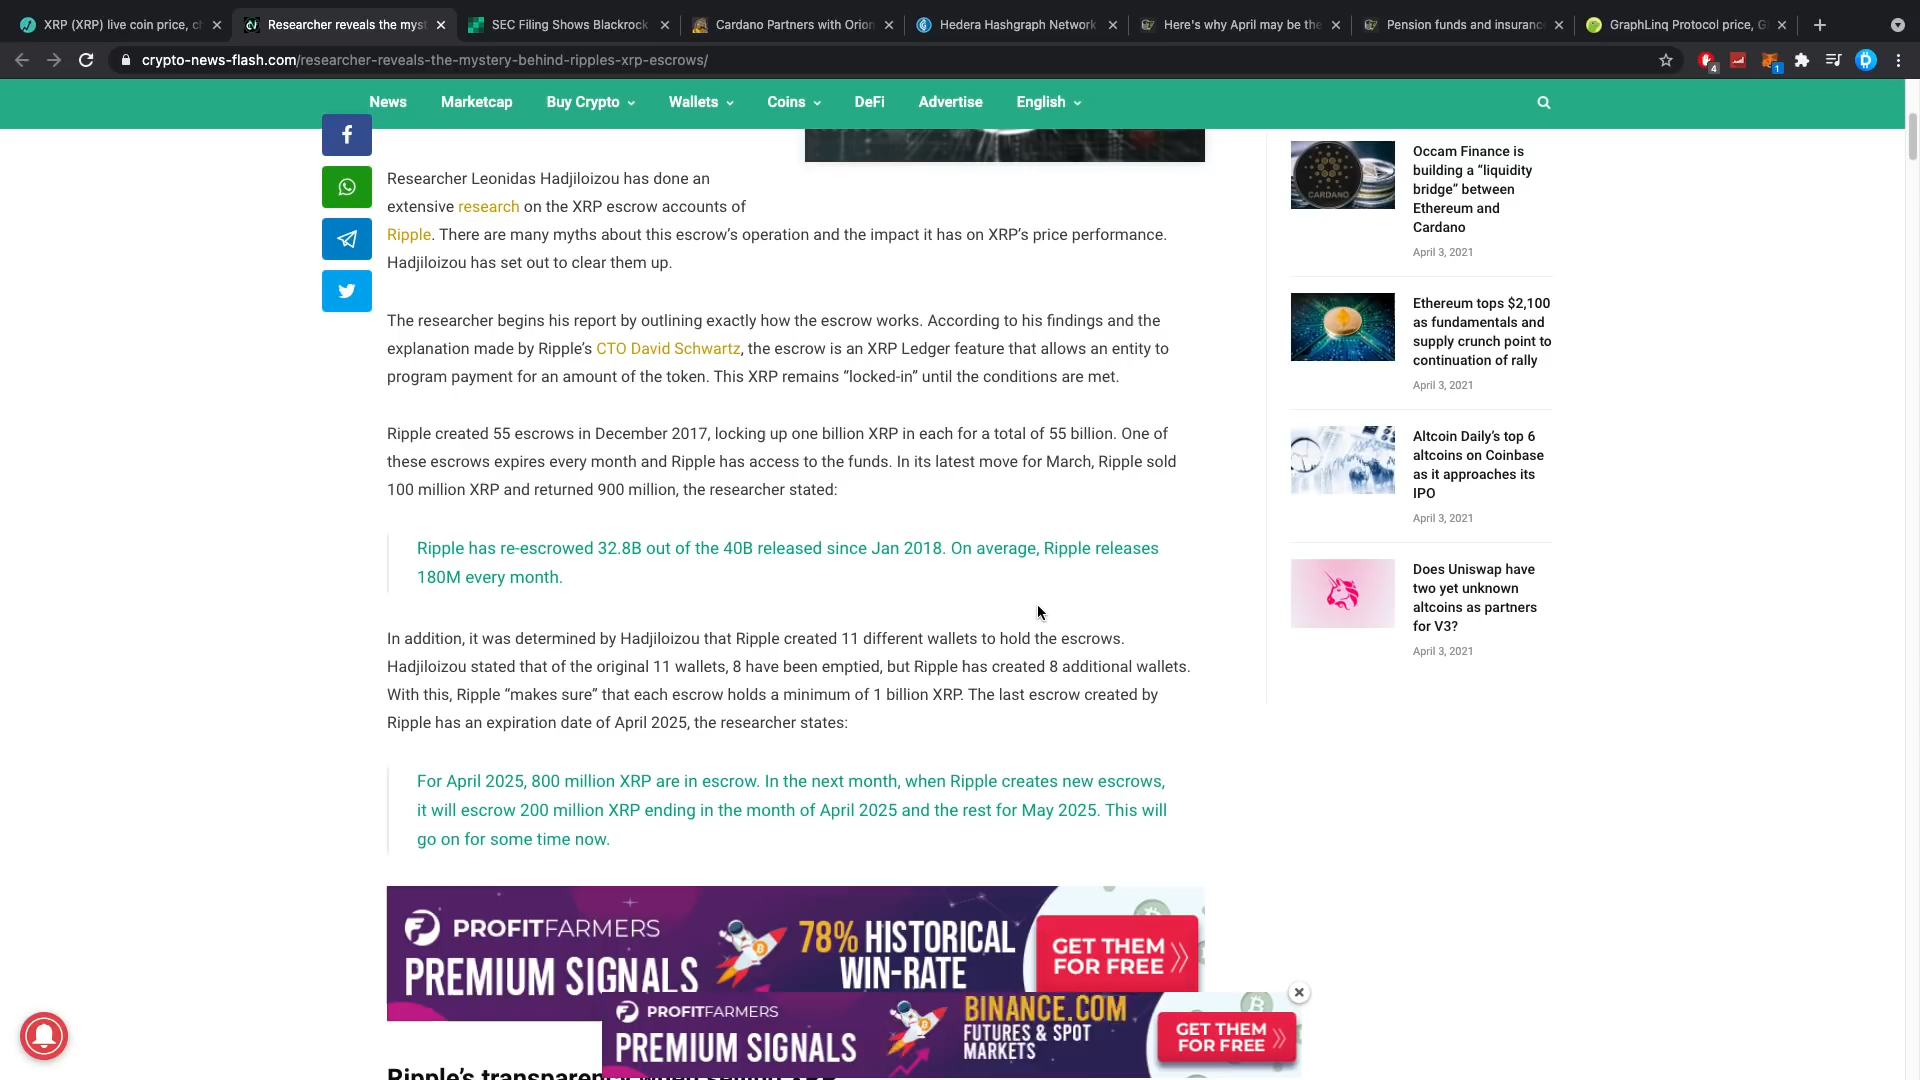 XRP (XRP) live coin price, c
Researcher reveals the myst
SEC Filing Shows Blackrock
Cardano Partners with Orion
Hedera Hashgraph Network
Here's why April may be the
Pension funds and insuranc
GraphLinq Protocol price, G
crypto-news-flash.com/researcher-reveals-the-mystery-behind-ripples-xrp-escrows/
4
1
News
Marketcap
Buy Crypto
Wallets
Coins
DeFi
Advertise
English
Researcher Leonidas Hadjiloizou has done an
extensive research on the XRP escrow accounts of
Ripple. There are many myths about this escrow's operation and the impact it has on XRP's price performance.
Hadjiloizou has set out to clear them up.
The researcher begins his report by outlining exactly how the escrow works. According to his findings and the
explanation made by Ripple's CTO David Schwartz, the escrow is an XRP Ledger feature that allows an entity to
program payment for an amount of the token. This XRP remains “locked-in” until the conditions are met.
Ripple created 55 escrows in December 2017, locking up one billion XRP in each for a total of 55 billion. One of
these escrows expires every month and Ripple has access to the funds. In its latest move for March, Ripple sold
100 million XRP and returned 900 million, the researcher stated:
Ripple has re-escrowed 32.8B out of the 40B released since Jan 2018. On average, Ripple releases
180M every month.
In addition, it was determined by Hadjiloizou that Ripple created 11 different wallets to hold the escrows.
Hadjiloizou stated that of the original 11 wallets, 8 have been emptied, but Ripple has created 8 additional wallets.
With this, Ripple “makes sure” that each escrow holds a minimum of 1 billion XRP. The last escrow created by
Ripple has an expiration date of April 2025, the researcher states:
For April 2025, 800 million XRP are in escrow. In the next month, when Ripple creates new escrows,
it will escrow 200 million XRP ending in the month of April 2025 and the rest for May 2025. This will
go on for some time now.
PROFITFARMERS
PREMIUM SIGNALS
78% HISTORICAL
WIN-RATE
GET THEM
FOR FREE
PROFITFARMERS
PREMIUM SIGNALS
BINANCE.COM
FUTURES & SPOT
MARKETS
GET THEM
FOR FREE
Ripple's
CARDANO
Occam Finance is
building a “liquidity
bridge” between
Ethereum and
Cardano
April 3, 2021
Ethereum tops $2,100
as fundamentals and
supply crunch point to
continuation of rally
April 3, 2021
Altcoin Daily's top 6
altcoins on Coinbase
as it approaches its
IPO
April 3, 2021
Does Uniswap have
two yet unknown
altcoins as partners
for V3?
April 3, 2021